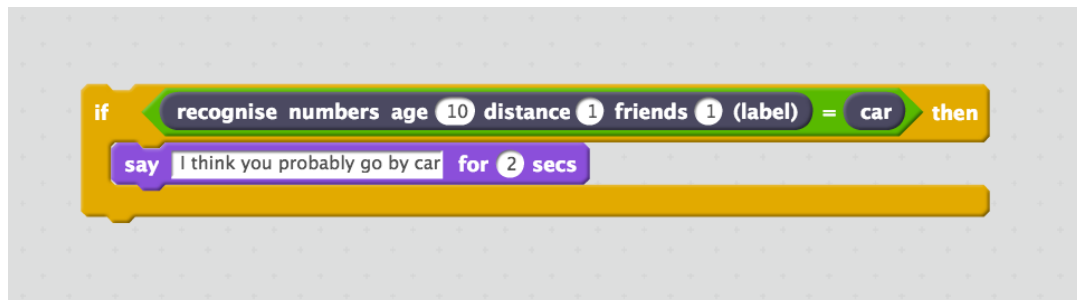 if recognise numbers age 10 distance 1 friends 1 (label) = car then
say I think you probably go by car for 2 secs